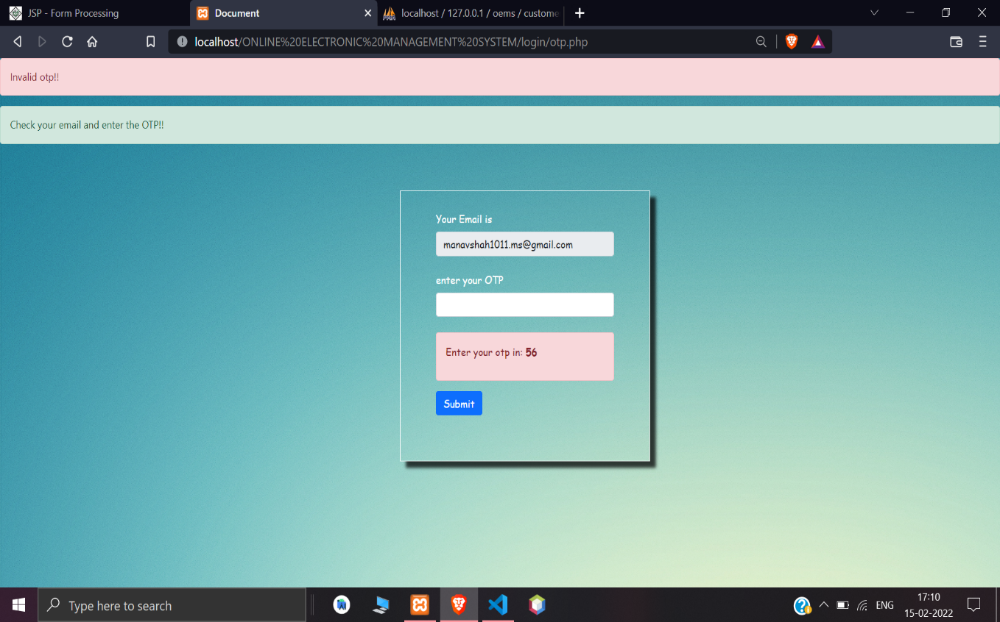 JSP - Form Processing
Document
localhost / 127.0.0.1 / oems / custome
localhost/ONLINE%20ELECTRONIC%20MANAGEMENT%20SYSTEM/login/otp.php
Invalid otp!!
Check your email and enter the OTP!!
Your Email is
manavshah1011.ms@gmail.com
enter your OTP
Enter your otp in: 56
Submit
Type here to search
ENG
17:10
15-02-2022